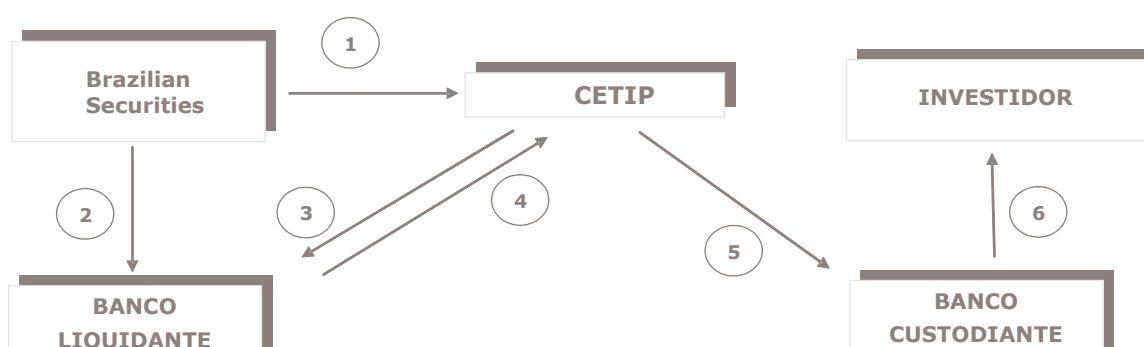 1
Brazilian
Securities
CETIP
INVESTIDOR
2
3
4
5
6
BANCO
LIQUIDANTE
BANCO
CUSTODIANTE